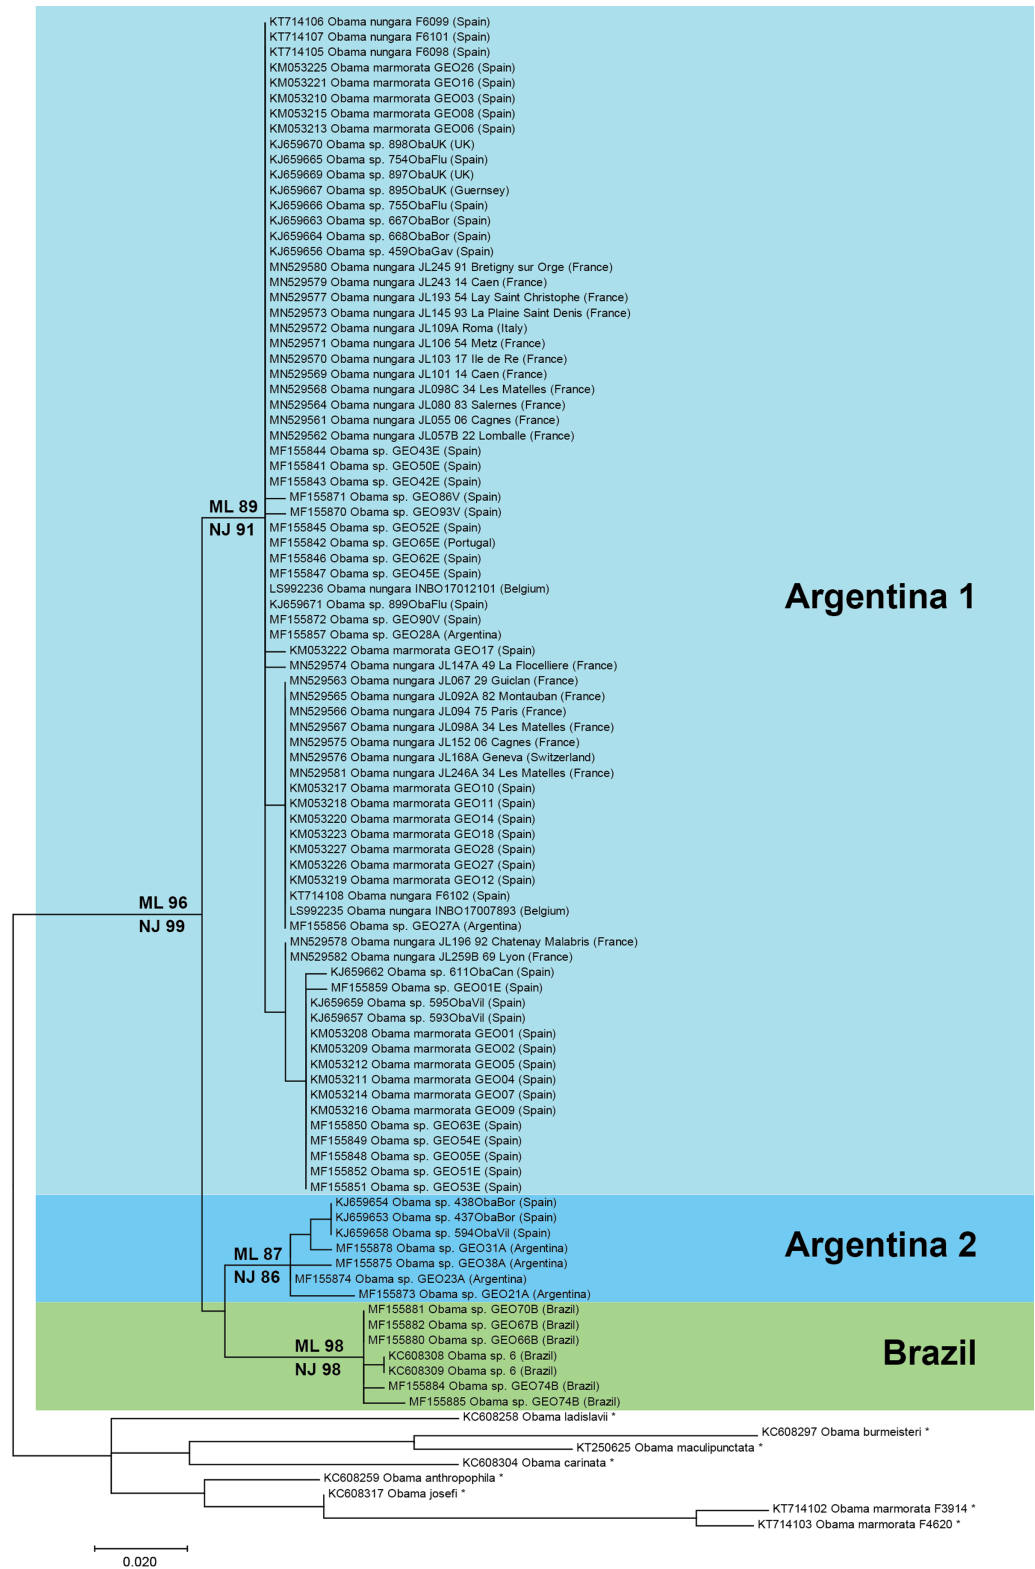 KT714106 Obama nungara F6099 (Spain)
KT714107 Obama nungara F6101 (Spain)
KT714105 Obama nungara F6098 (Spain)
KM053225 Obama marmorata GEO26 (Spain)
KM053221 Obama marmorata GEO16 (Spain)
KM053210 Obama marmorata GEO03 (Spain)
KM053215 Obama marmorata GEO08 (Spain)
KM053213 Obama marmorata GEO06 (Spain)
KJ659670 Obama sp. 898ObaUK (UK)
KJ659665 Obama sp. 754ObaFlu (Spain)
KJ659669 Obama sp. 897ObaUK (UK)
KJ659667 Obama sp. 895ObaUK (Guernsey)
KJ659666 Obama sp. 755ObaFlu (Spain)
KJ659663 Obama sp. 667ObaBor (Spain)
KJ659664 Obama sp. 668ObaBor (Spain)
KJ659656 Obama sp. 459ObaGav (Spain)
MN529580 Obama nungara JL245 91 Bretigny sur Orge (France)
MN529579 Obama nungara JL243 14 Caen (France)
MN529577 Obama nungara JL193 54 Lay Saint Christophe (France)
MN529573 Obama nungara JL145 93 La Plaine Saint Denis (France)
MN529572 Obama nungara JL109A Roma (Italy)
MN529571 Obama nungara JL106 54 Metz (France)
MN529570 Obama nungara JL103 17 Ile de Re (France)
MN529569 Obama nungara JL101 14 Caen (France)
MN529568 Obama nungara JL098C 34 Les Matelles (France)
MN529564 Obama nungara JL080 83 Salernes (France)
MN529561 Obama nungara JL055 06 Cagnes (France)
MN529562 Obama nungara JL057B 22 Lomballe (France)
MF155844 Obama sp. GEO43E (Spain)
MF155841 Obama sp. GEO50E (Spain)
MF155843 Obama sp. GEO42E (Spain)
MF155871 Obama sp. GEO86V (Spain)
MF155870 Obama sp. GEO93V (Spain)
ML 89
NJ 91
MF155845 Obama sp. GEO52E (Spain)
MF155842 Obama sp. GEO65E (Portugal)
MF155846 Obama sp. GEO62E (Spain)
MF155847 Obama sp. GEO45E (Spain)
LS992236 Obama nungara INBO17012101 (Belgium)
Argentina 1
KJ659671 Obama sp. 899ObaFlu (Spain)
MF155872 Obama sp. GEO90V (Spain)
MF155857 Obama sp. GEO28A (Argentina)
KM053222 Obama marmorata GEO17 (Spain)
MN529574 Obama nungara JL147A 49 La Flocelliere (France)
MN529563 Obama nungara JL067 29 Guiclan (France)
MN529565 Obama nungara JL092A 82 Montauban (France)
MN529566 Obama nungara JL094 75 Paris (France)
MN529567 Obama nungara JL098A 34 Les Matelles (France)
MN529575 Obama nungara JL152 06 Cagnes (France)
MN529576 Obama nungara JL168A Geneva (Switzerland)
MN529581 Obama nungara JL246A 34 Les Matelles (France)
KM053217 Obama marmorata GEO10 (Spain)
KM053218 Obama marmorata GEO11 (Spain)
KM053220 Obama marmorata GEO14 (Spain)
KM053223 Obama marmorata GEO18 (Spain)
KM053227 Obama marmorata GEO28 (Spain)
KM053226 Obama marmorata GEO27 (Spain)
KM053219 Obama marmorata GEO12 (Spain)
KT714108 Obama nungara F6102 (Spain)
LS992235 Obama nungara INBO17007893 (Belgium)
MF155856 Obama sp. GEO27A (Argentina)
ML 96
NJ 99
MN529578 Obama nungara JL196 92 Chatenay Malabris (France)
MN529582 Obama nungara JL259B 69 Lyon (France)
KJ659662 Obama sp. 611ObaCan (Spain)
MF155859 Obama sp. GEO01E (Spain)
KJ659659 Obama sp. 595ObaVil (Spain)
KJ659657 Obama sp. 593ObaVil (Spain)
KM053208 Obama marmorata GEO01 (Spain)
KM053209 Obama marmorata GEO02 (Spain)
KM053212 Obama marmorata GEO05 (Spain)
KM053211 Obama marmorata GEO04 (Spain)
KM053214 Obama marmorata GEO07 (Spain)
KM053216 Obama marmorata GEO09 (Spain)
MF155850 Obama sp. GEO63E (Spain)
MF155849 Obama sp. GEO54E (Spain)
MF155848 Obama sp. GEO05E (Spain)
MF155852 Obama sp. GEO51E (Spain)
MF155851 Obama sp. GEO53E (Spain)
KJ659654 Obama sp. 438ObaBor (Spain)
KJ659653 Obama sp. 437ObaBor (Spain)
KJ659658 Obama sp. 594ObaVil (Spain)
MF155878 Obama sp. GEO31A (Argentina)
Argentina 2
ML 87
NJ 86
MF155875 Obama sp. GEO38A (Argentina)
MF155874 Obama sp. GEO23A (Argentina)
MF155873 Obama sp. GEO21A (Argentina)
MF155881 Obama sp. GEO70B (Brazil)
MF155882 Obama sp. GEO67B (Brazil)
MF155880 Obama sp. GEO66B (Brazil)
ML 98
NJ 98
Brazil
KC608308 Obama sp. 6 (Brazil)
KC608309 Obama sp. 6 (Brazil)
MF155884 Obama sp. GEO74B (Brazil)
MF155885 Obama sp. GEO74B (Brazil)
KC608258 Obama ladislavii *
KC608297 Obama burmeisteri *
KT250625 Obama maculipunctata *
KC608304 Obama carinata *
KC608259 Obama anthropophila *
KC608317 Obama josefi *
KT714102 Obama marmorata F3914 *
KT714103 Obama marmorata F4620 *
0.020